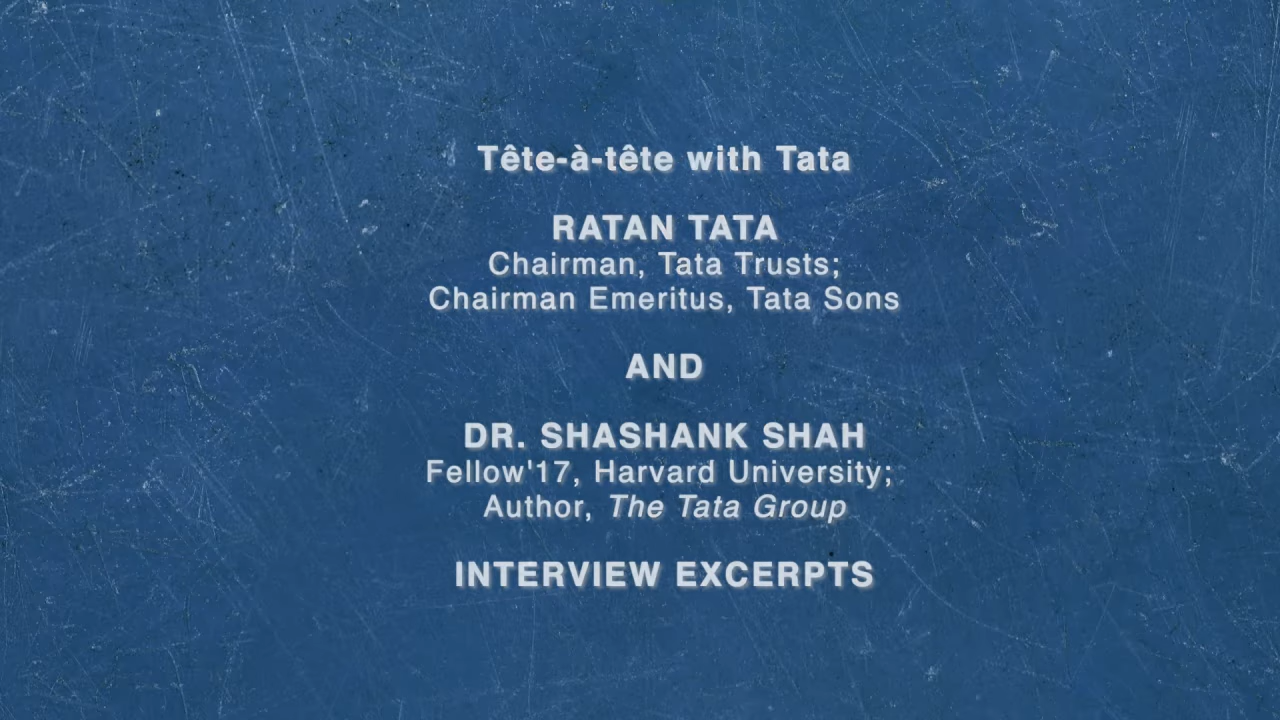 Tête-à-tête with Tata
RATAN TATA
Chairman, Tata Trusts;
Chairman Emeritus, Tata Sons
AND
DR. SHASHANK SHAH
Fellow'17, Harvard University;
Author, The Tata Group
INTERVIEW EXCERPTS